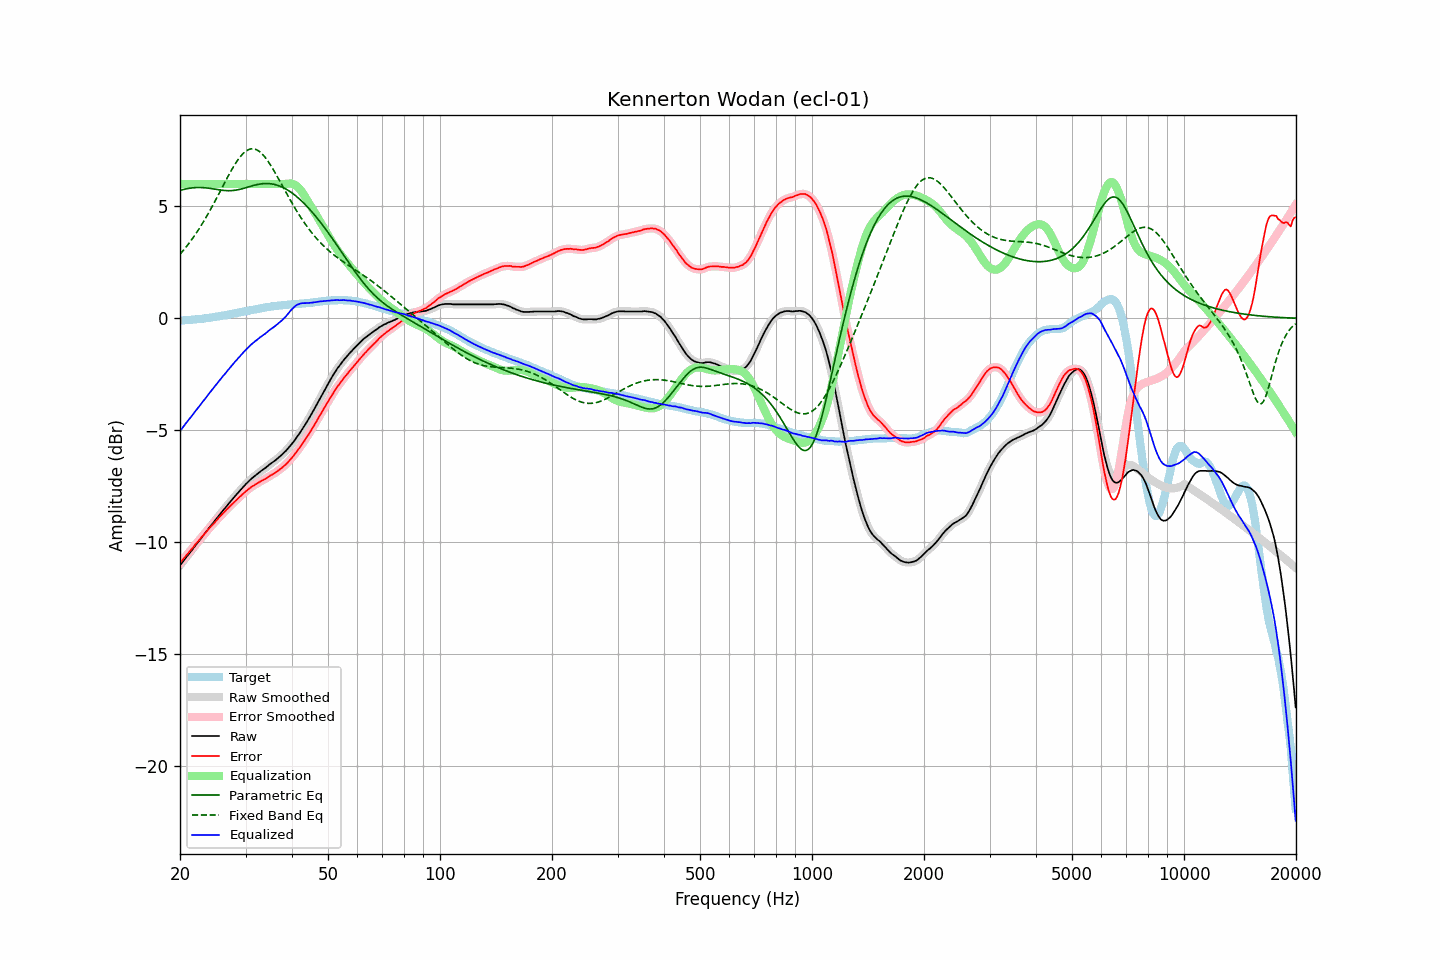 Kennerton Wodan (ecl-01)
Amplitude (dBr)
5
0
−5
−10
−15
−20
Target
Raw Smoothed
Error Smoothed
Raw
Error
Equalization
Parametric Eq
Fixed Band Eq
Equalized
20 50 100 200 500 1000 2000 5000 10000 20000
Frequency (Hz)